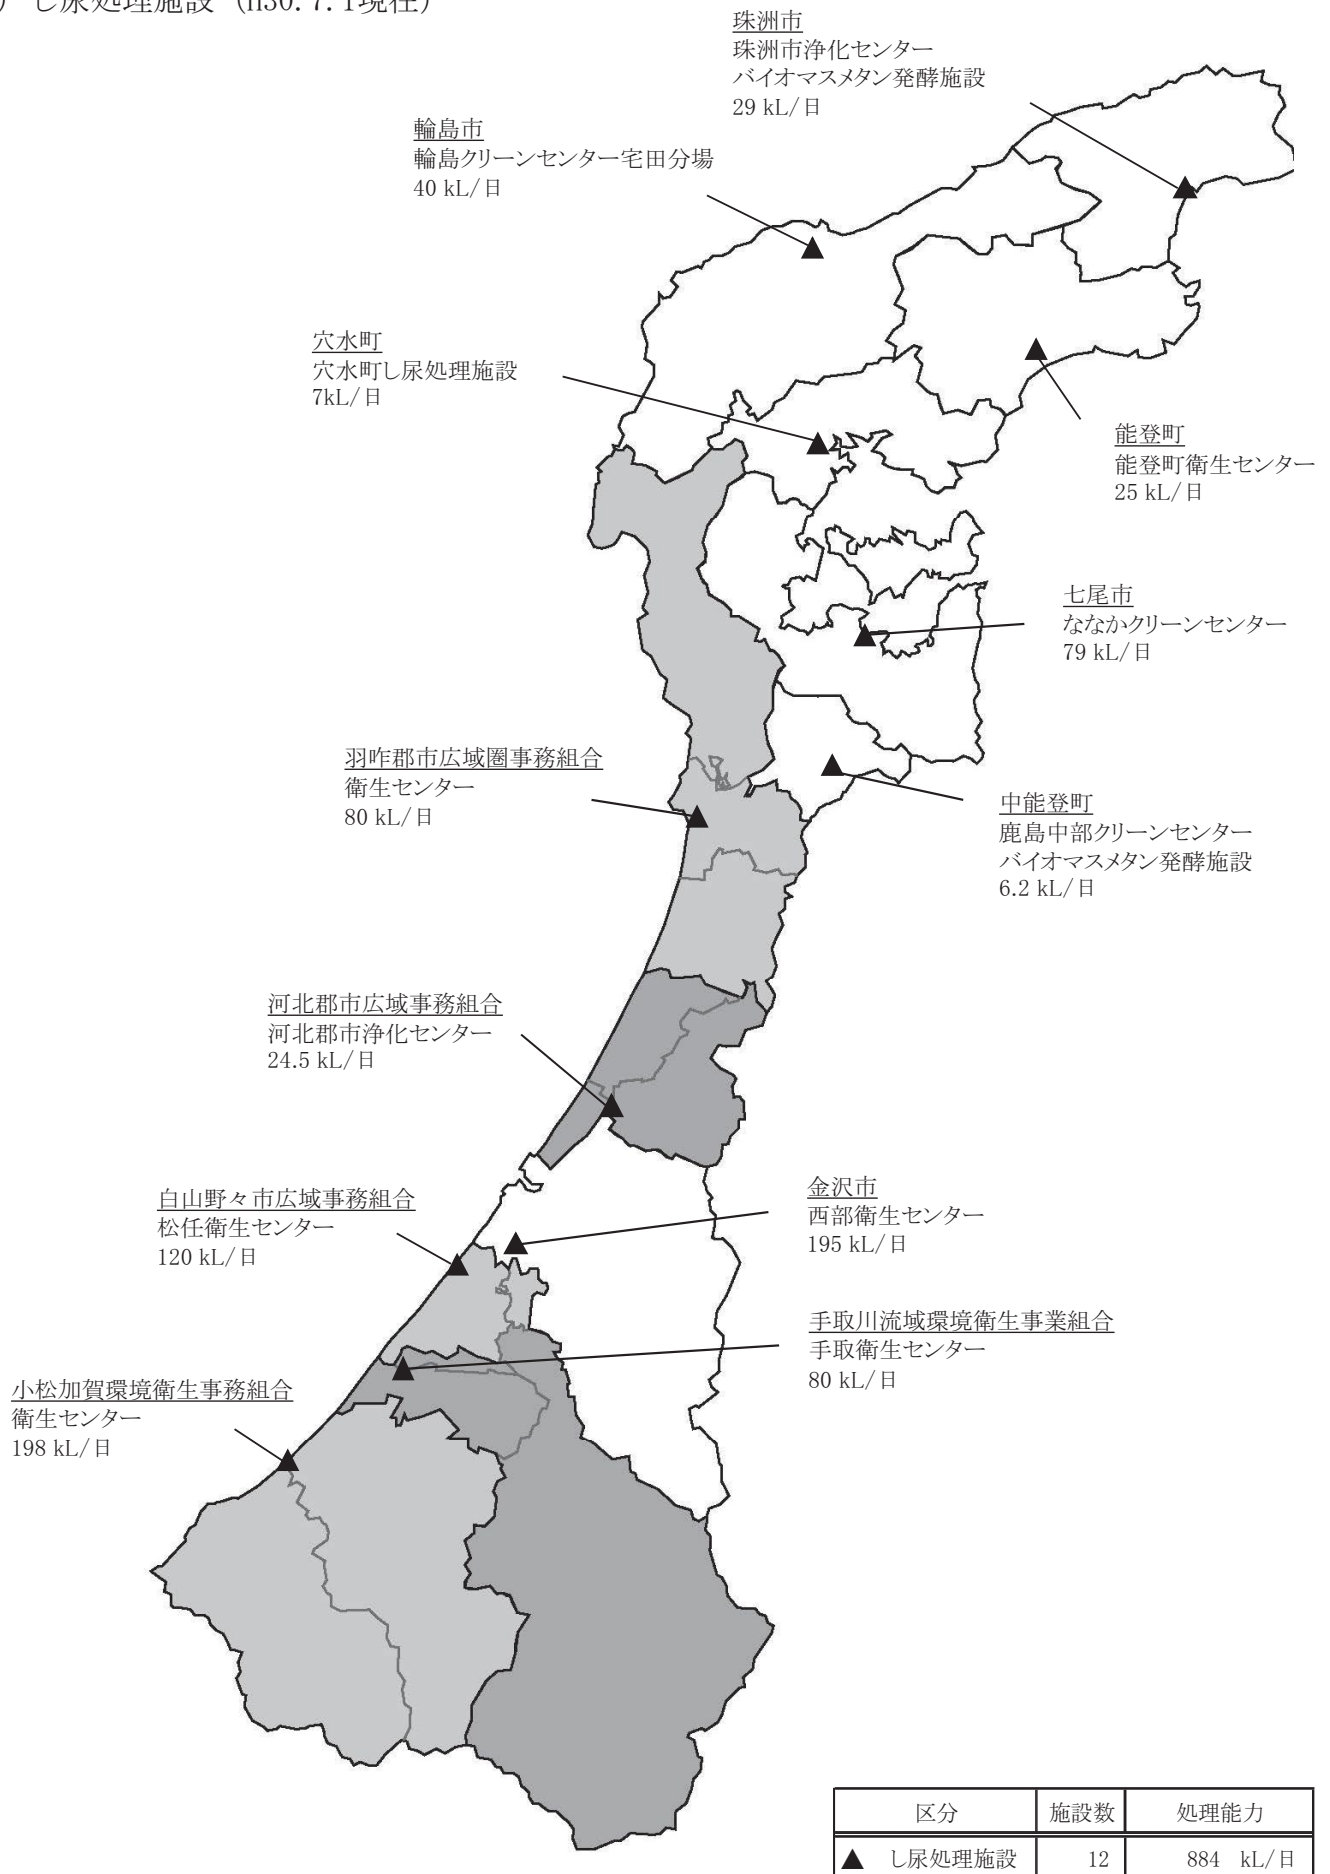 ) し尿処理施設 (h30.7.1現在)
珠洲市
珠洲市浄化センター
バイオマスメタン発酵施設
29 kL/日
輪島市
輪島クリーンセンター宅田分場
40 kL/日
穴水町
穴水町し尿処理施設
7kL/日
能登町
能登町衛生センター
25 kL/日
七尾市
ななかクリーンセンター
79 kL/日
羽咋郡市広域圏事務組合
衛生センター
80 kL/日
中能登町
鹿島中部クリーンセンター
バイオマスメタン発酵施設
6.2 kL/日
河北郡市広域事務組合
河北郡市浄化センター
24.5 kL/日
白山野々市広域事務組合
松任衛生センター
120 kL/日
金沢市
西部衛生センター
195 kL/日
手取川流域環境衛生事業組合
手取衛生センター
80 kL/日
小松加賀環境衛生事務組合
衛生センター
198 kL/日
区分 施設数 処理能力
▲ し尿処理施設 12 884 kL/日